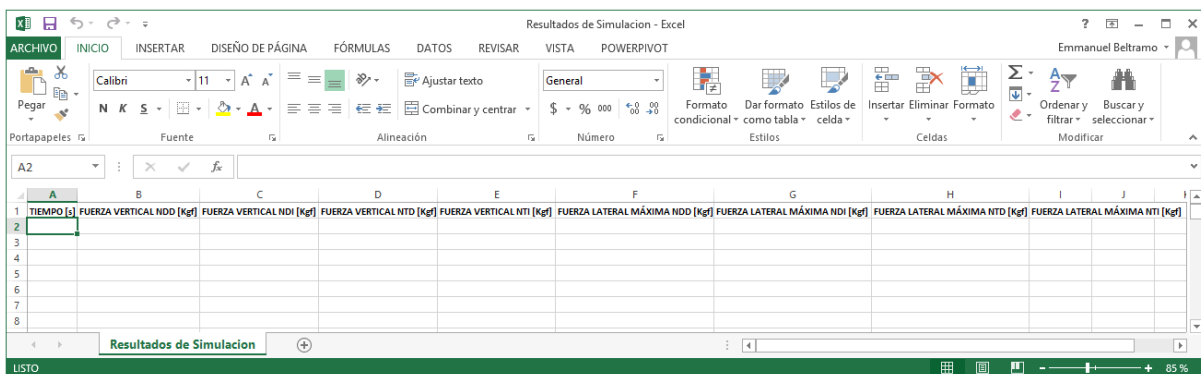 Resultados de Simulacion - Excel
ARCHIVO INICIO INSERTAR DISEÑO DE PÁGINA FÓRMULAS DATOS REVISAR VISTA POWERPIVOT Emmanuel Beltramo
Calibri 11 Ajustar texto General
Pegar N K S A Combinar y centrar $ % 000 Formato condicional Dar formato como tabla Estilos de celda Insertar Eliminar Formato Ordenar y filtrar Buscar y seleccionar
Portapapeles Fuente Alineación Número Estilos Celdas Modificar
A2 fx
A B C D E F G H I J
1 TIEMPO [s] FUERZA VERTICAL NDD [Kgf] FUERZA VERTICAL NDI [Kgf] FUERZA VERTICAL NTD [Kgf] FUERZA VERTICAL NTI [Kgf] FUERZA LATERAL MÁXIMA NDD [Kgf] FUERZA LATERAL MÁXIMA NDI [Kgf] FUERZA LATERAL MÁXIMA NTD [Kgf] FUERZA LATERAL MÁXIMA NTI [Kgf]
2
3
4
5
6
7
8
Resultados de Simulacion
LISTO 85 %